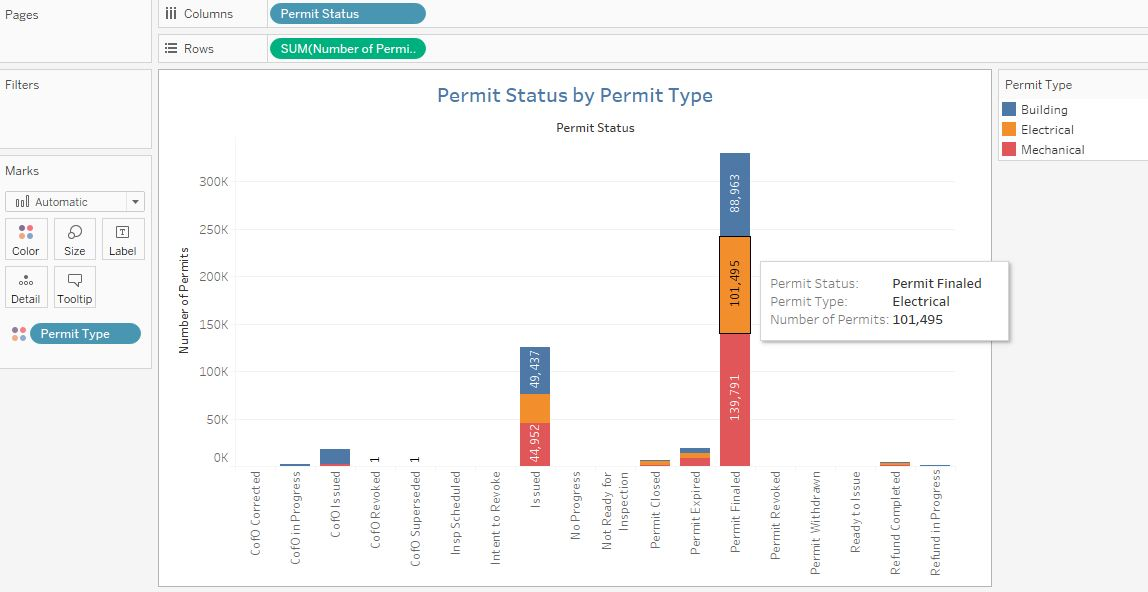 Pages
Columns
Permit Status
Rows
SUM(Number of Permi..
Filters
Marks
Automatic
Color
Size
Label
Detail
Tooltip
Permit Type
Permit Status by Permit Type
Permit Status
Number of Permits
300K
250K
200K
150K
100K
50K
0K
49,437
44,952
1
1
88,963
101,495
139,791
Permit Status: Permit Finaled
Permit Type: Electrical
Number of Permits: 101,495
CofO Corrected
CofO in Progress
CofO Issued
CofO Revoked
CofO Superseded
Insp Scheduled
Intent to Revoke
Issued
No Progress
Not Ready for
Inspection
Permit Closed
Permit Expired
Permit Finaled
Permit Revoked
Permit Withdrawn
Ready to Issue
Refund Completed
Refund in Progress
Permit Type
Building
Electrical
Mechanical